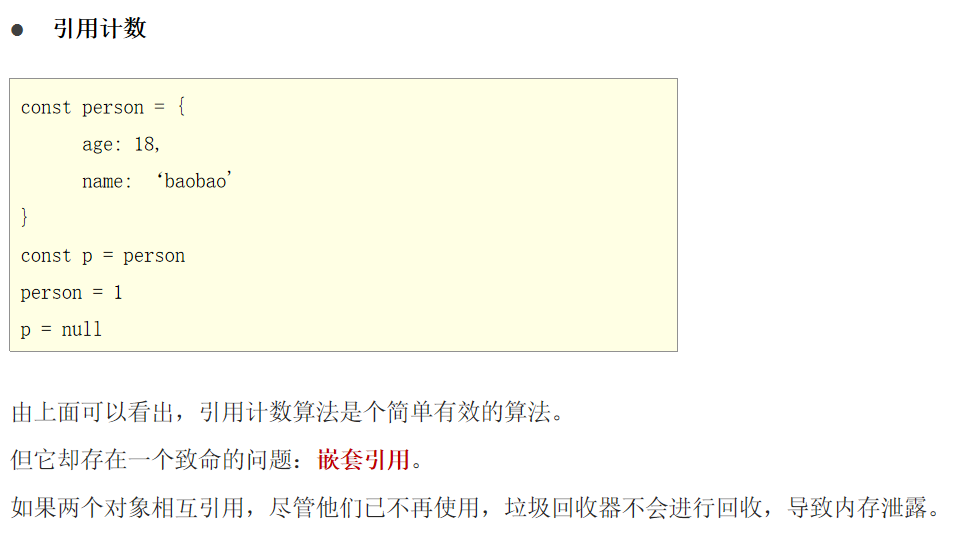 ● 引用计数
const person = {
age: 18,
name: ‘baobao’
}
const p = person
person = 1
p = null
由上面可以看出，引用计数算法是个简单有效的算法。
但它却存在一个致命的问题：嵌套引用。
如果两个对象相互引用，尽管他们已不再使用，垃圾回收器不会进行回收，导致内存泄露。